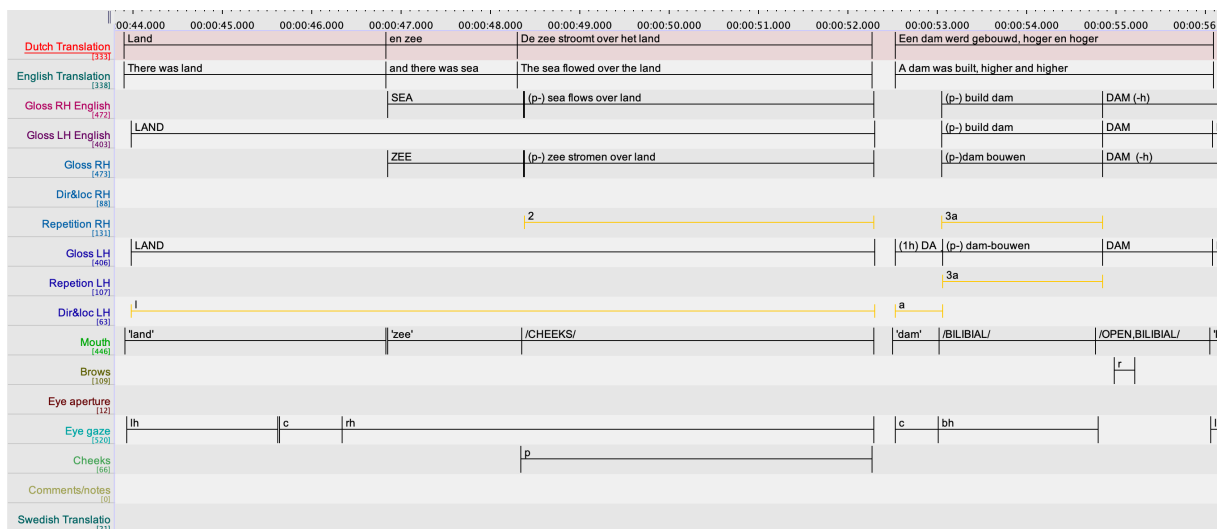 00:00:44.000 00:00:45.000 00:00:46.000 00:00:47.000 00:00:48.000 00:00:49.000 00:00:50.000 00:00:51.000 00:00:52.000 00:00:53.000 00:00:54.000 00:00:55.000 00:00:56
Dutch Translation Land en zee De zee stroomt over het land Een dam werd gebouwd, hoger en hoger
[333]
English Translation There was land and there was sea The sea flowed over the land A dam was built, higher and higher
[338]
Gloss RH English SEA (p-) sea flows over land (p-) build dam DAM (-h)
[472]
Gloss LH English LAND (p-) build dam DAM
[403]
Gloss RH ZEE (p-) zee stromen over land (p-)dam bouwen DAM (-h)
[473]
Dir&loc RH
[88]
Repetition RH 2 3a
[131]
Gloss LH LAND (1h) DA (p-) dam-bouwen DAM
[406]
Repetion LH 3a
[107]
Dir&loc LH l a
[63]
Mouth 'land' 'zee' /CHEEKS/ 'dam' /BILIBIAL/ /OPEN,BILIBIAL/
[446]
Brows r
[109]
Eye aperture
[12]
Eye gaze lh c rh c bh
[520]
Cheeks p
[66]
Comments/notes
[0]
Swedish Translatio